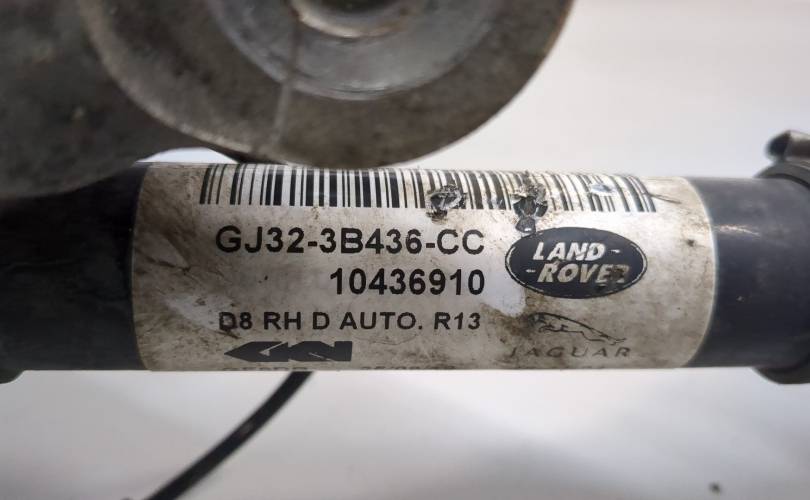 GJ32-3B436-CC
LAND ROVER
10436910
D8 RH D AUTO. R13
GKN
JAGUAR